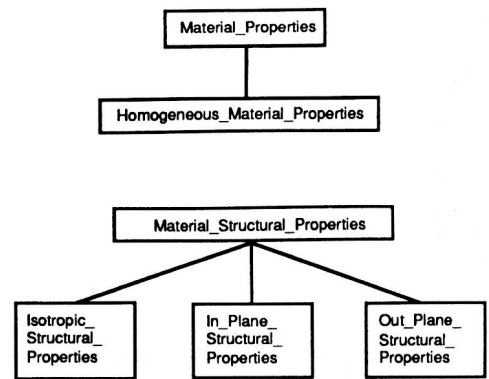 Material_Properties
Homogeneous_Material_Properties
Material_Structural_Properties
Isotropic_
Structural_
Properties
In_Plane_
Structural_
Properties
Out_Plane_
Structural_
Properties